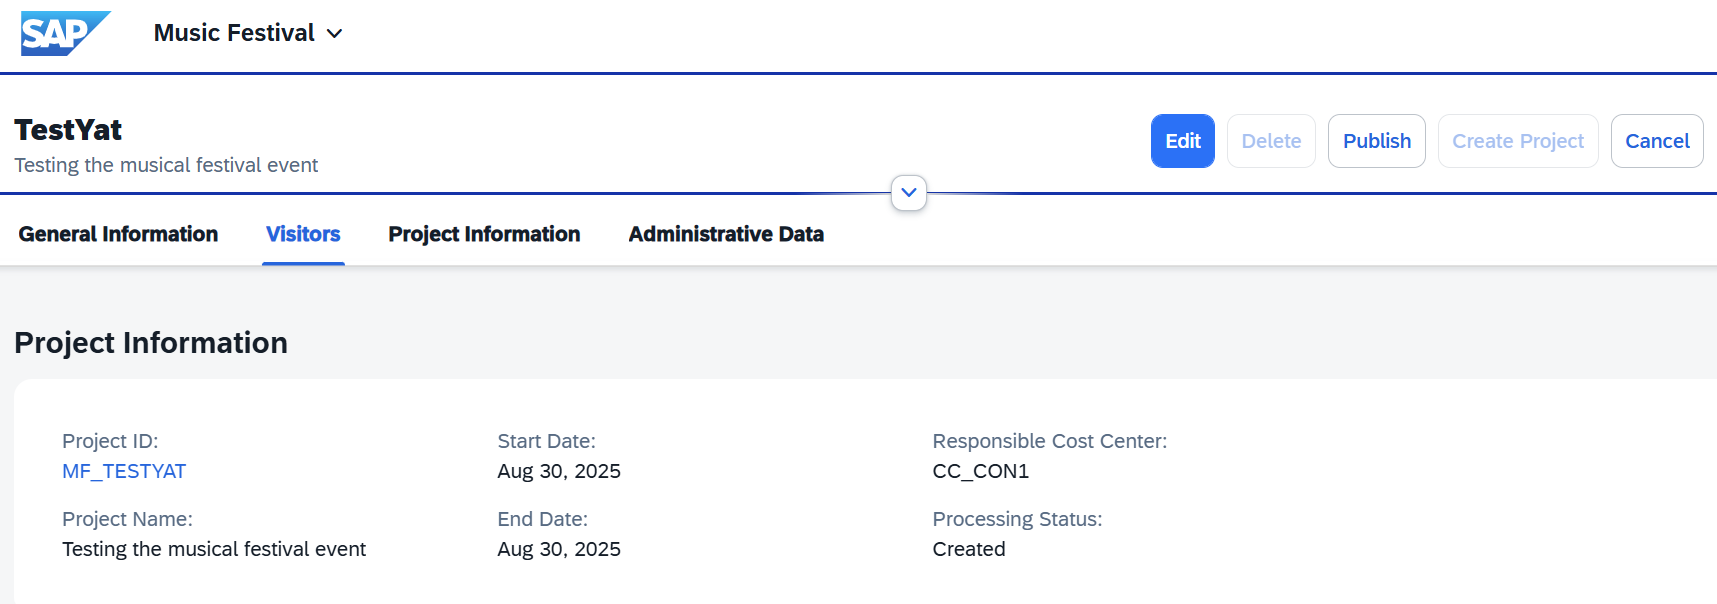 SAP Music Festival
TestYat
Testing the musical festival event
Edit Delete Publish Create Project Cancel
General Information Visitors Project Information Administrative Data
Project Information
Project ID: Start Date: Responsible Cost Center:
MF_TESTYAT Aug 30, 2025 CC_CON1
Project Name: End Date: Processing Status:
Testing the musical festival event Aug 30, 2025 Created